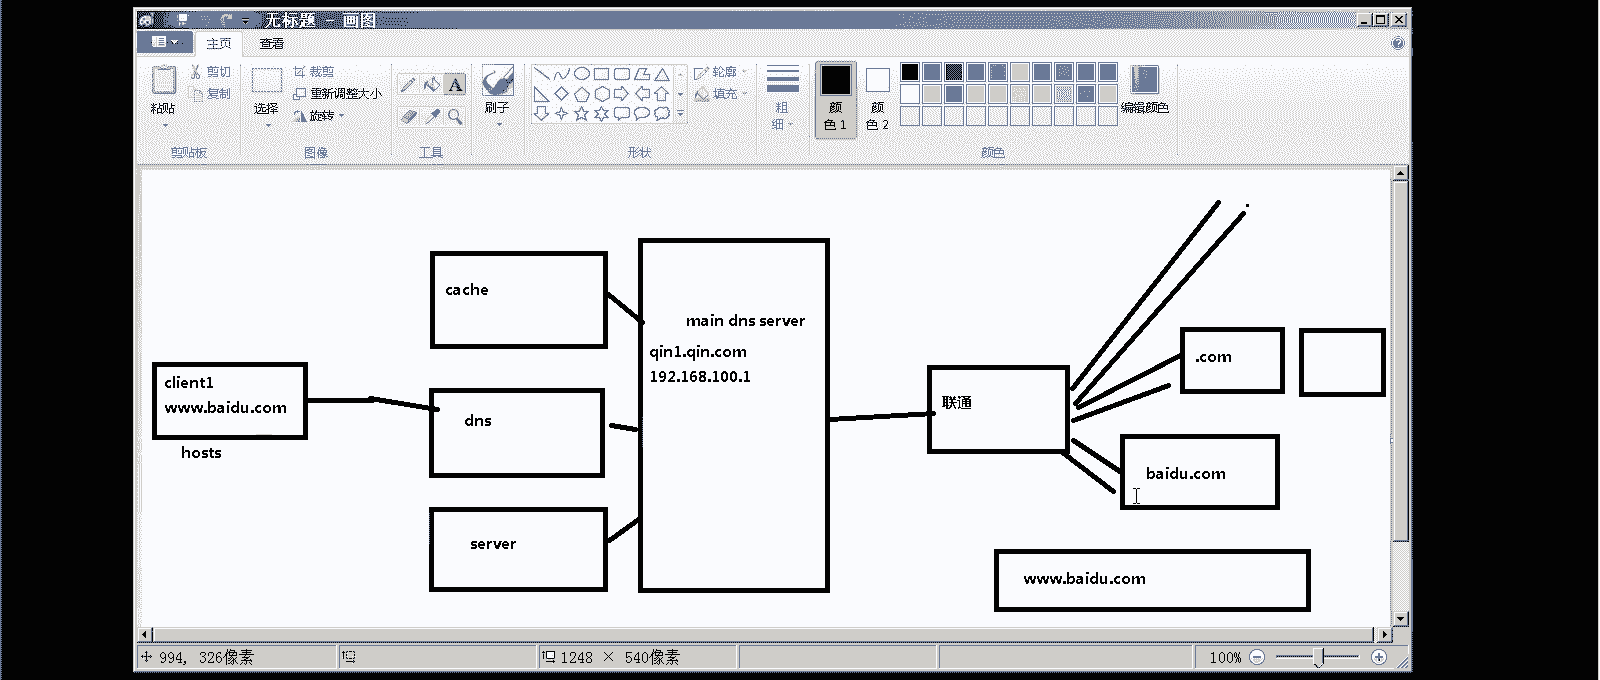 无标题 - 画图
主页
查看
粘贴
剪切
复制
剪贴板
选择
裁剪
重新调整大小
旋转
图像
A
工具
刷子
轮廓
填充
形状
粗
细
颜
色 1
颜
色 2
编辑颜色
颜色
client1
www.baidu.com
hosts
cache
dns
server
main dns server
qin1.qin.com
192.168.100.1
联通
.
.com
baidu.com
www.baidu.com
994, 326像素
1248 × 540像素
100%